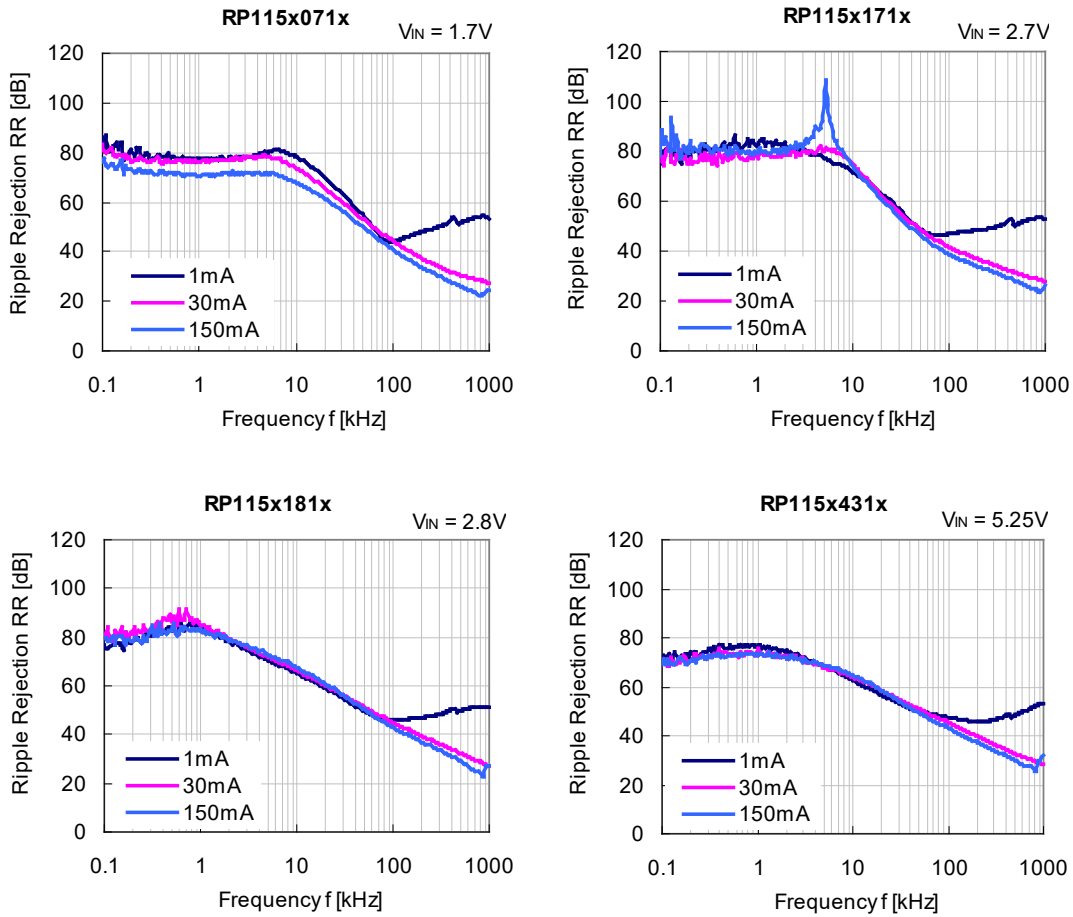 RP115x071x
VIN = 1.7V
Ripple Rejection RR [dB]
120
100
80
60
40
20
0
1mA
30mA
150mA
0.1 1 10 100 1000
Frequency f [kHz]
RP115x171x
VIN = 2.7V
Ripple Rejection RR [dB]
120
100
80
60
40
20
0
1mA
30mA
150mA
0.1 1 10 100 1000
Frequency f [kHz]
RP115x181x
VIN = 2.8V
Ripple Rejection RR [dB]
120
100
80
60
40
20
0
1mA
30mA
150mA
0.1 1 10 100 1000
Frequency f [kHz]
RP115x431x
VIN = 5.25V
Ripple Rejection RR [dB]
120
100
80
60
40
20
0
1mA
30mA
150mA
0.1 1 10 100 1000
Frequency f [kHz]